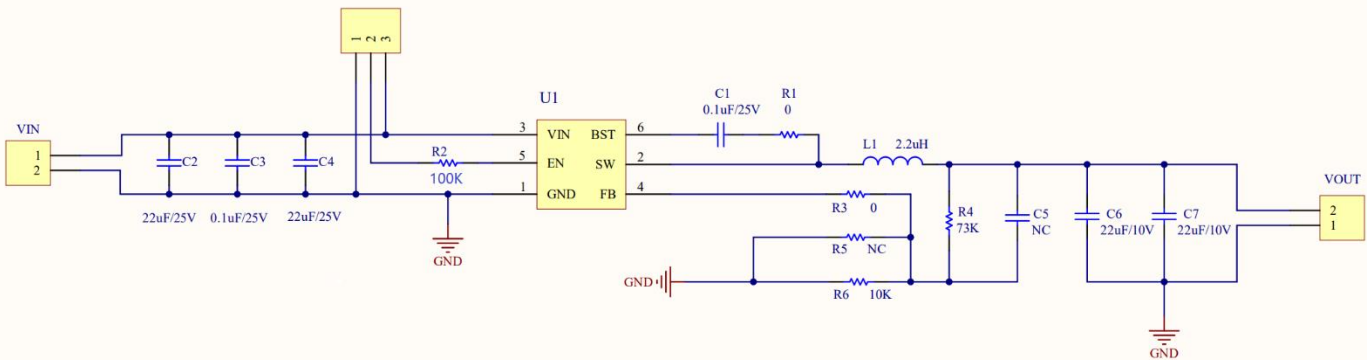 1 2 3
U1
C1
0.1uF/25V
R1
0
VIN
1
2
C2
22uF/25V
C3
0.1uF/25V
C4
22uF/25V
R2
100K
3 VIN BST 6
5 EN SW 2
1 GND FB 4
GND
L1 2.2uH
R3 0
R5 NC
R6 10K
GND
R4
73K
C5
NC
C6
22uF/10V
C7
22uF/10V
VOUT
2
1
GND